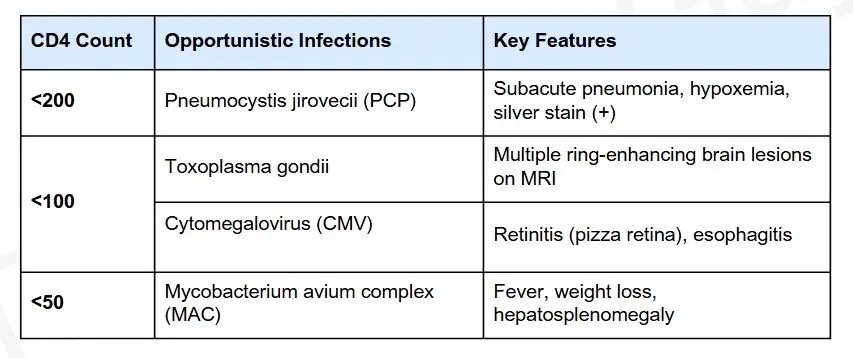 CD4 Count Opportunistic Infections Key Features
<200 Pneumocystis jirovecii (PCP) Subacute pneumonia, hypoxemia,
silver stain (+)
<100 Toxoplasma gondii Multiple ring-enhancing brain lesions
on MRI
Cytomegalovirus (CMV) Retinitis (pizza retina), esophagitis
<50 Mycobacterium avium complex
(MAC) Fever, weight loss,
hepatosplenomegaly